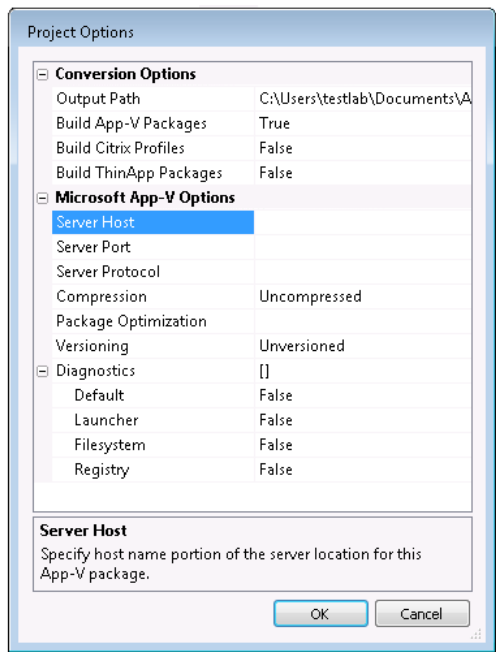 Project Options
Conversion Options
Output Path C:\Users\testlab\Documents\A
Build App-V Packages True
Build Citrix Profiles False
Build ThinApp Packages False
Microsoft App-V Options
Server Host
Server Port
Server Protocol
Compression Uncompressed
Package Optimization
Versioning Unversioned
Diagnostics []
Default False
Launcher False
Filesystem False
Registry False
Server Host
Specify host name portion of the server location for this
App-V package.
OK Cancel